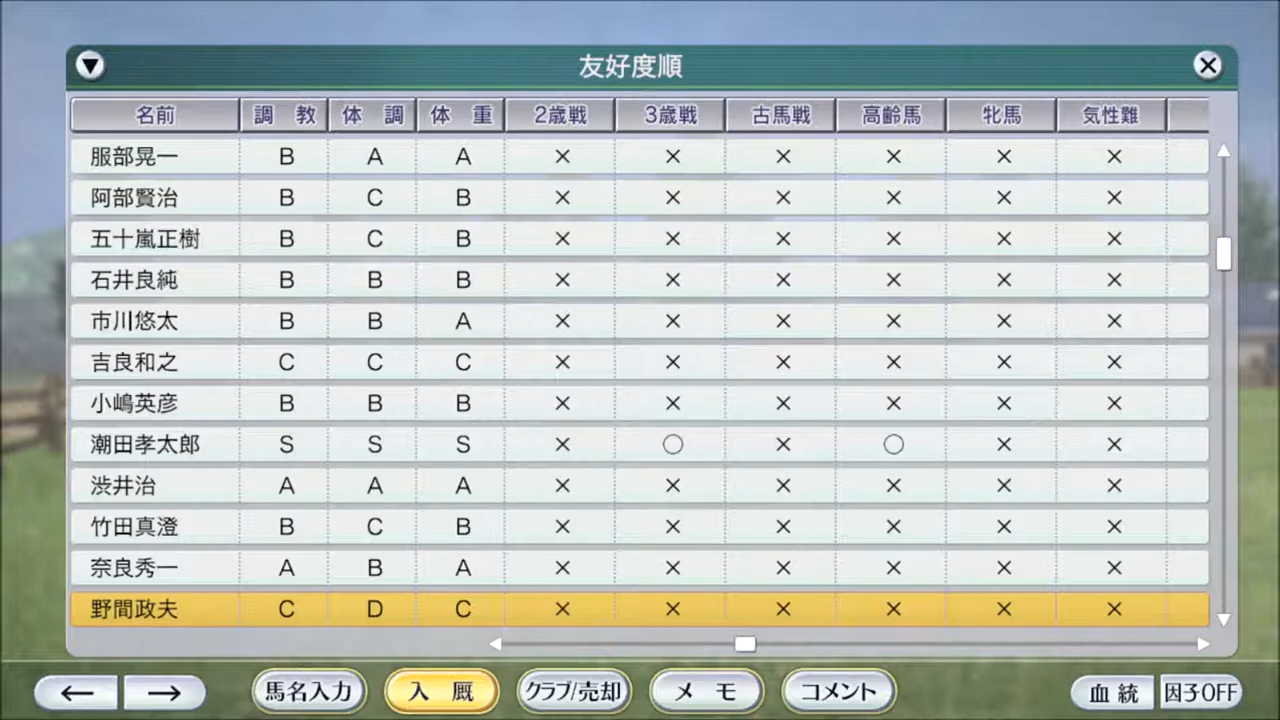 友好度順
名前 調 教 体 調 体 重 2歳戦 3歳戦 古馬戦 高齢馬 牝馬 気性難
服部晃一 B A A × × × × × ×
阿部賢治 B C B × × × × × ×
五十嵐正樹 B C B × × × × × ×
石井良純 B B B × × × × × ×
市川悠太 B B A × × × × × ×
吉良和之 C C C × × × × × ×
小嶋英彦 B B B × × × × × ×
潮田孝太郎 S S S × ○ × ○ × ×
渋井治 A A A × × × × × ×
竹田真澄 B C B × × × × × ×
奈良秀一 A B A × × × × × ×
野間政夫 C D C × × × × × ×
← → 馬名入力 入 厩 クラブ/売却 メ モ コメント 血 統 因子OFF